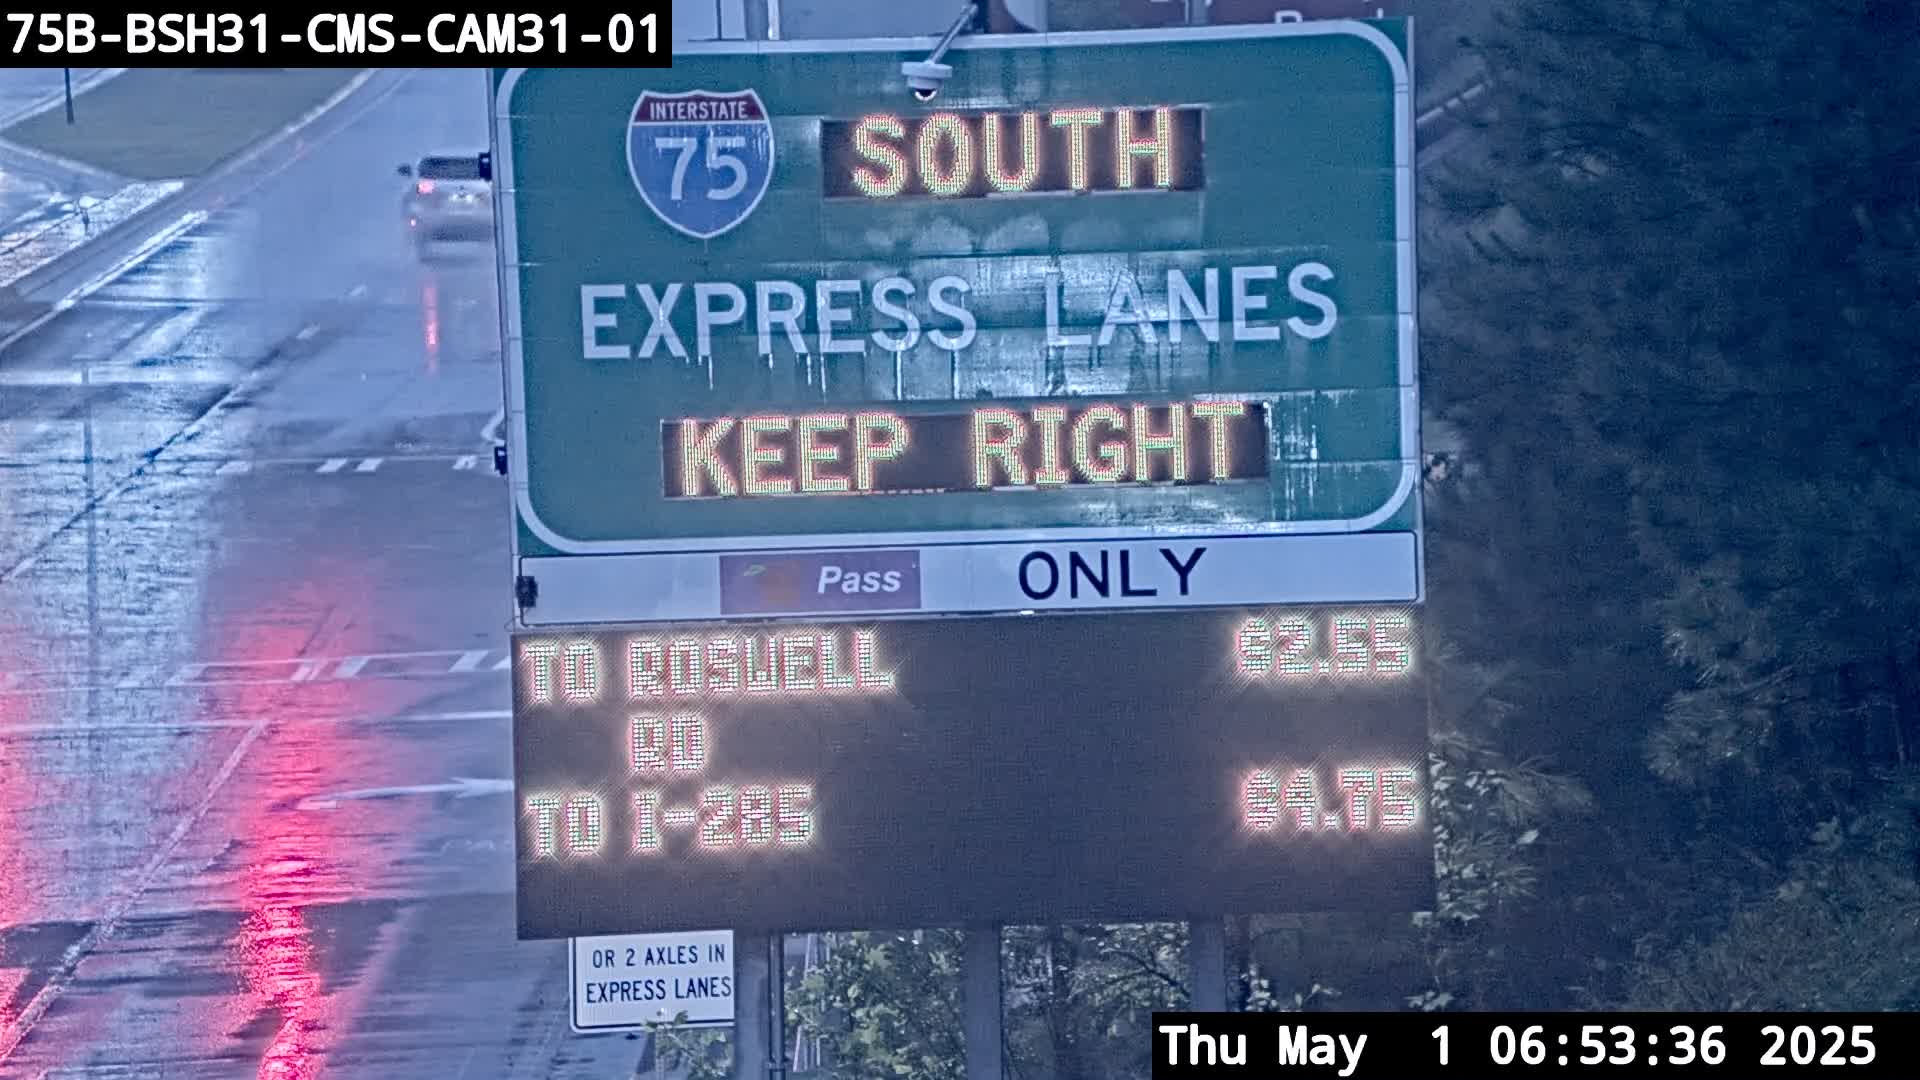 75B-BSH31-CMS-CAM31-01
INTERSTATE
75
SOUTH
EXPRESS LANES
KEEP RIGHT
Pass ONLY
TO ROSWELL $2.55
RD
TO I-285 $4.75
OR 2 AXLES IN
EXPRESS LANES
Thu May 1 06:53:36 2025